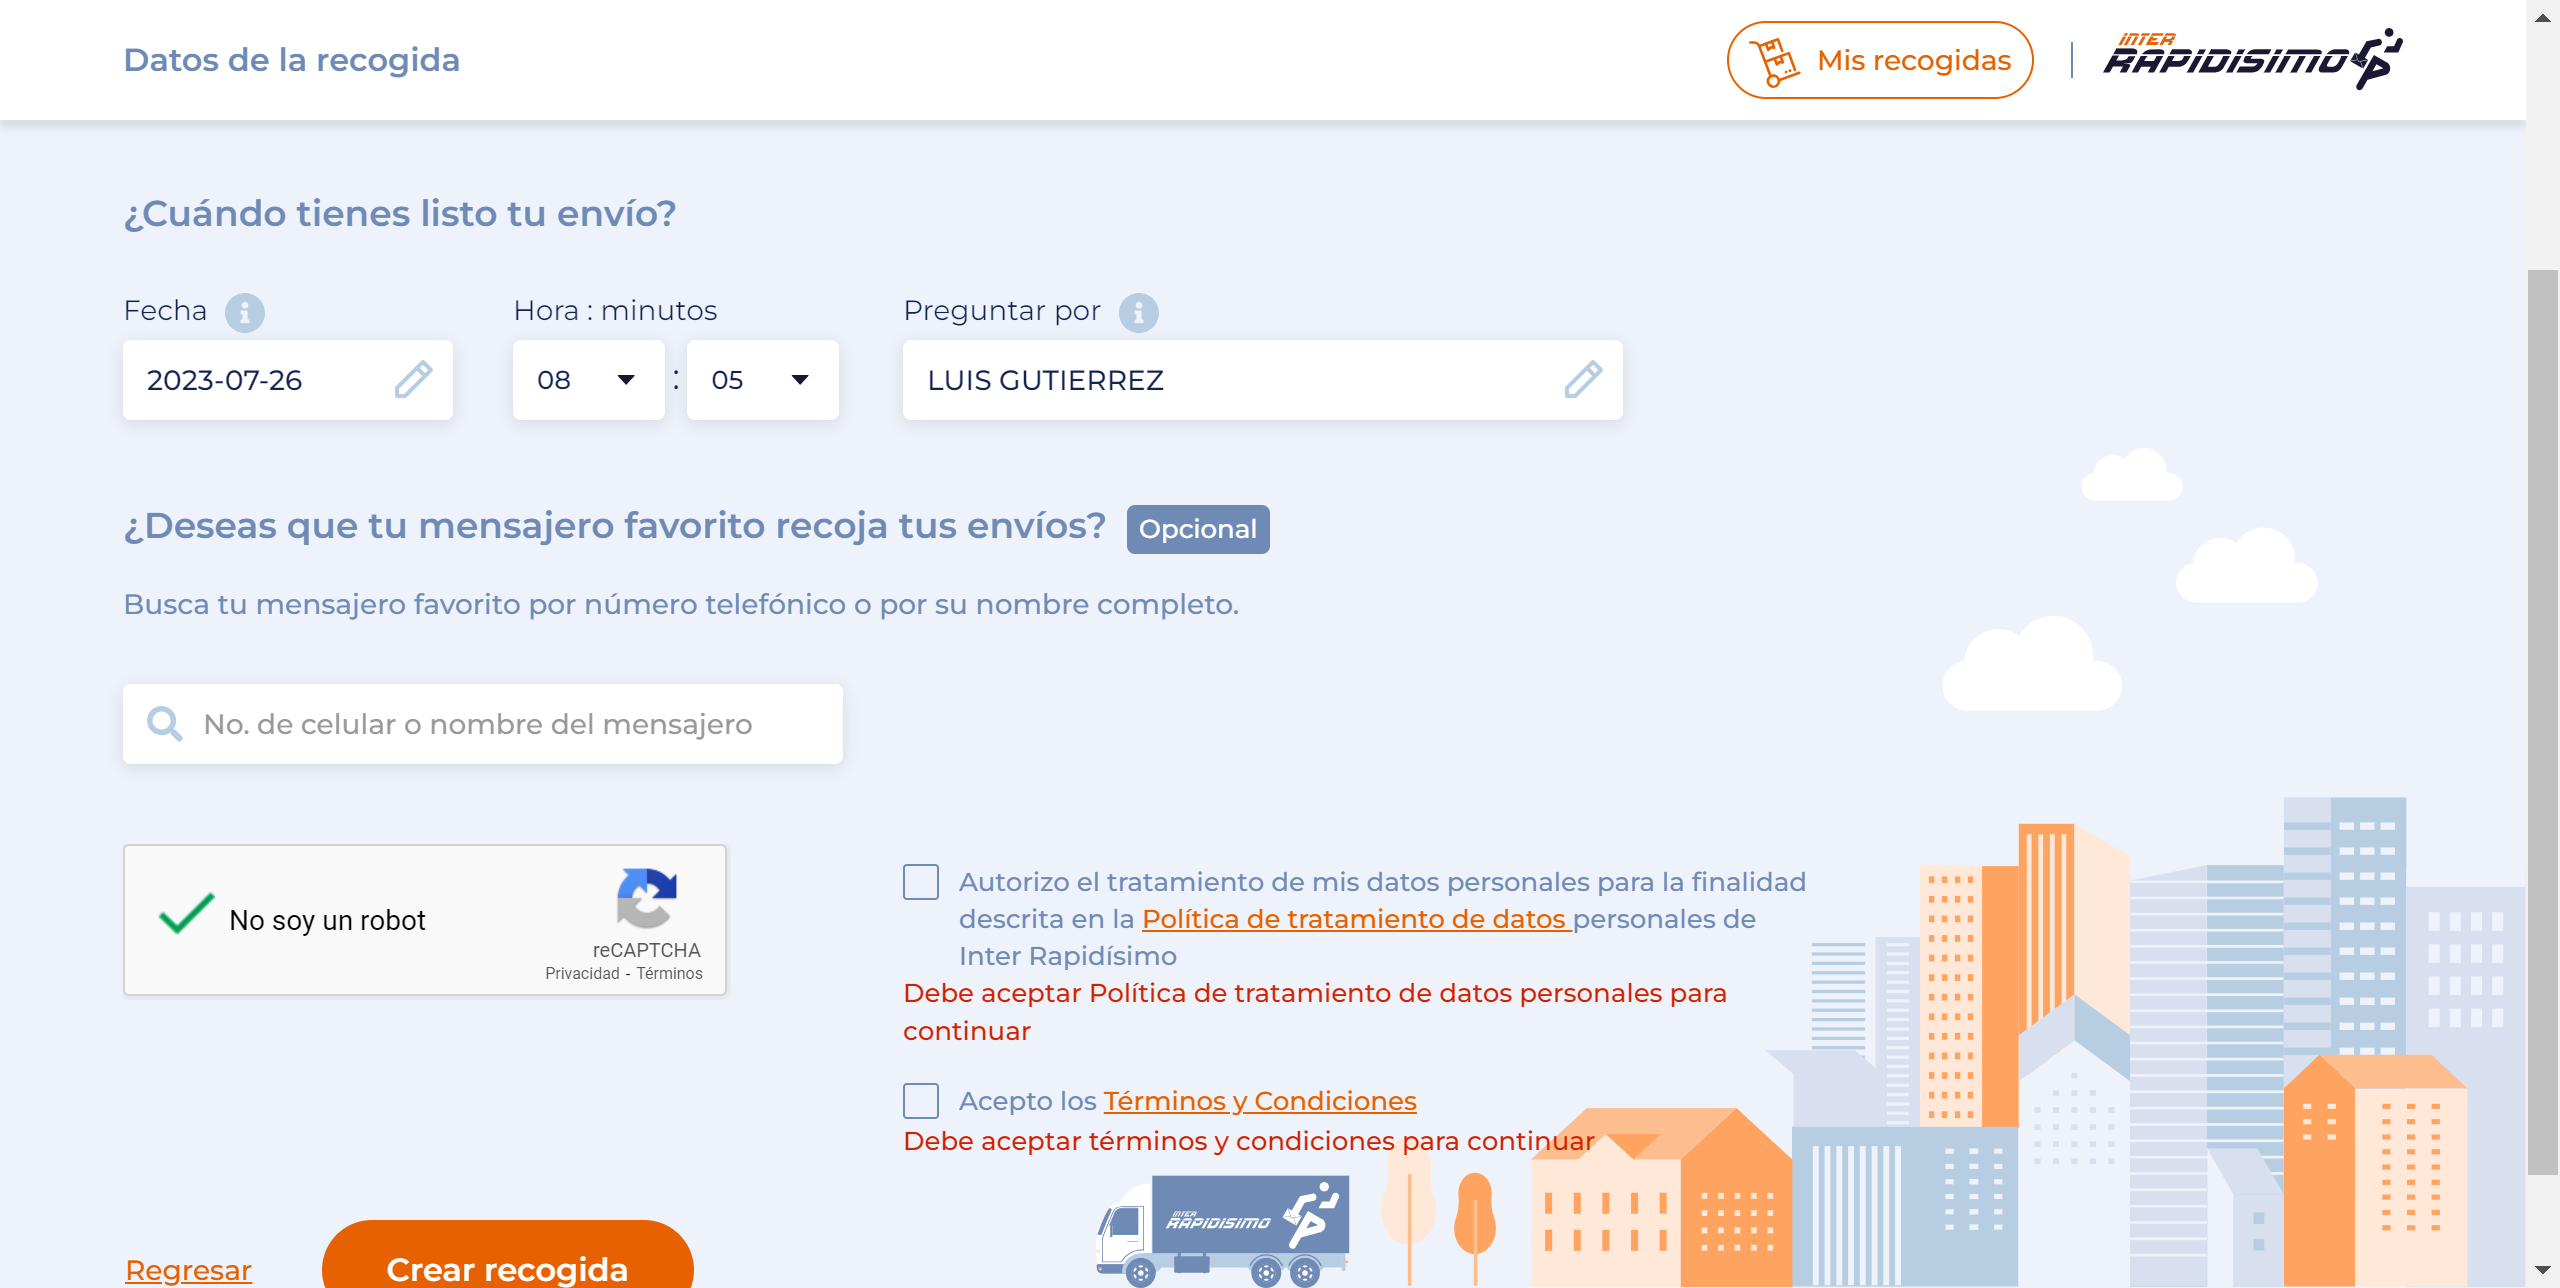 Datos de la recogida
Mis recogidas
INTER
RAPIDISIMO
¿Cuándo tienes listo tu envío?
Fecha
Hora : minutos
Preguntar por
2023-07-26
08 : 05
LUIS GUTIERREZ
¿Deseas que tu mensajero favorito recoja tus envíos? Opcional
Busca tu mensajero favorito por número telefónico o por su nombre completo.
No. de celular o nombre del mensajero
No soy un robot
reCAPTCHA
Privacidad - Términos
Autorizo el tratamiento de mis datos personales para la finalidad
descrita en la Política de tratamiento de datos personales de
Inter Rapidísimo
Debe aceptar Política de tratamiento de datos personales para
continuar
Acepto los Términos y Condiciones
Debe aceptar términos y condiciones para continuar
INTER
RAPIDISIMO
Regresar
Crear recogida